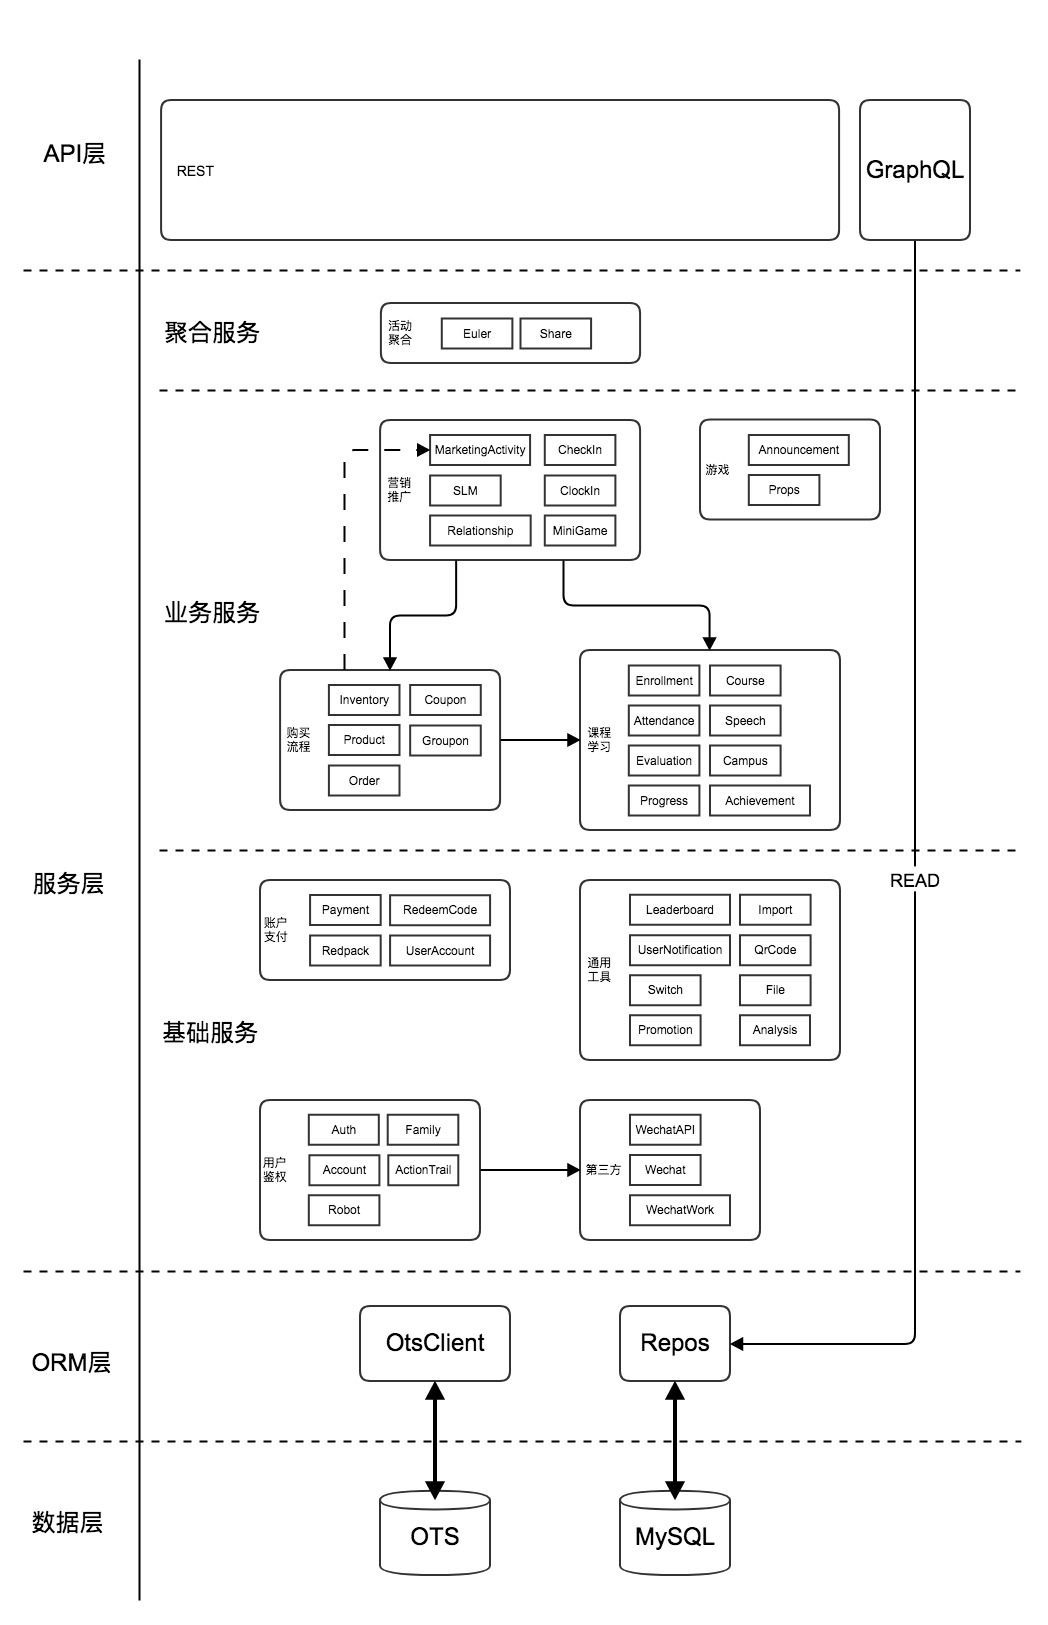 API层
REST
GraphQL
聚合服务
活动
聚合
Euler
Share
业务服务
营销
推广
MarketingActivity
CheckIn
SLM
ClockIn
Relationship
MiniGame
游戏
Announcement
Props
购买
流程
Inventory
Coupon
Product
Groupon
Order
课程
学习
Enrollment
Course
Attendance
Speech
Evaluation
Campus
Progress
Achievement
服务层
READ
基础服务
账户
支付
Payment
RedeemCode
Redpack
UserAccount
通用
工具
Leaderboard
Import
UserNotification
QrCode
Switch
File
Promotion
Analysis
用户
鉴权
Auth
Family
Account
ActionTrail
Robot
第三方
WechatAPI
Wechat
WechatWork
ORM层
OtsClient
Repos
数据层
OTS
MySQL